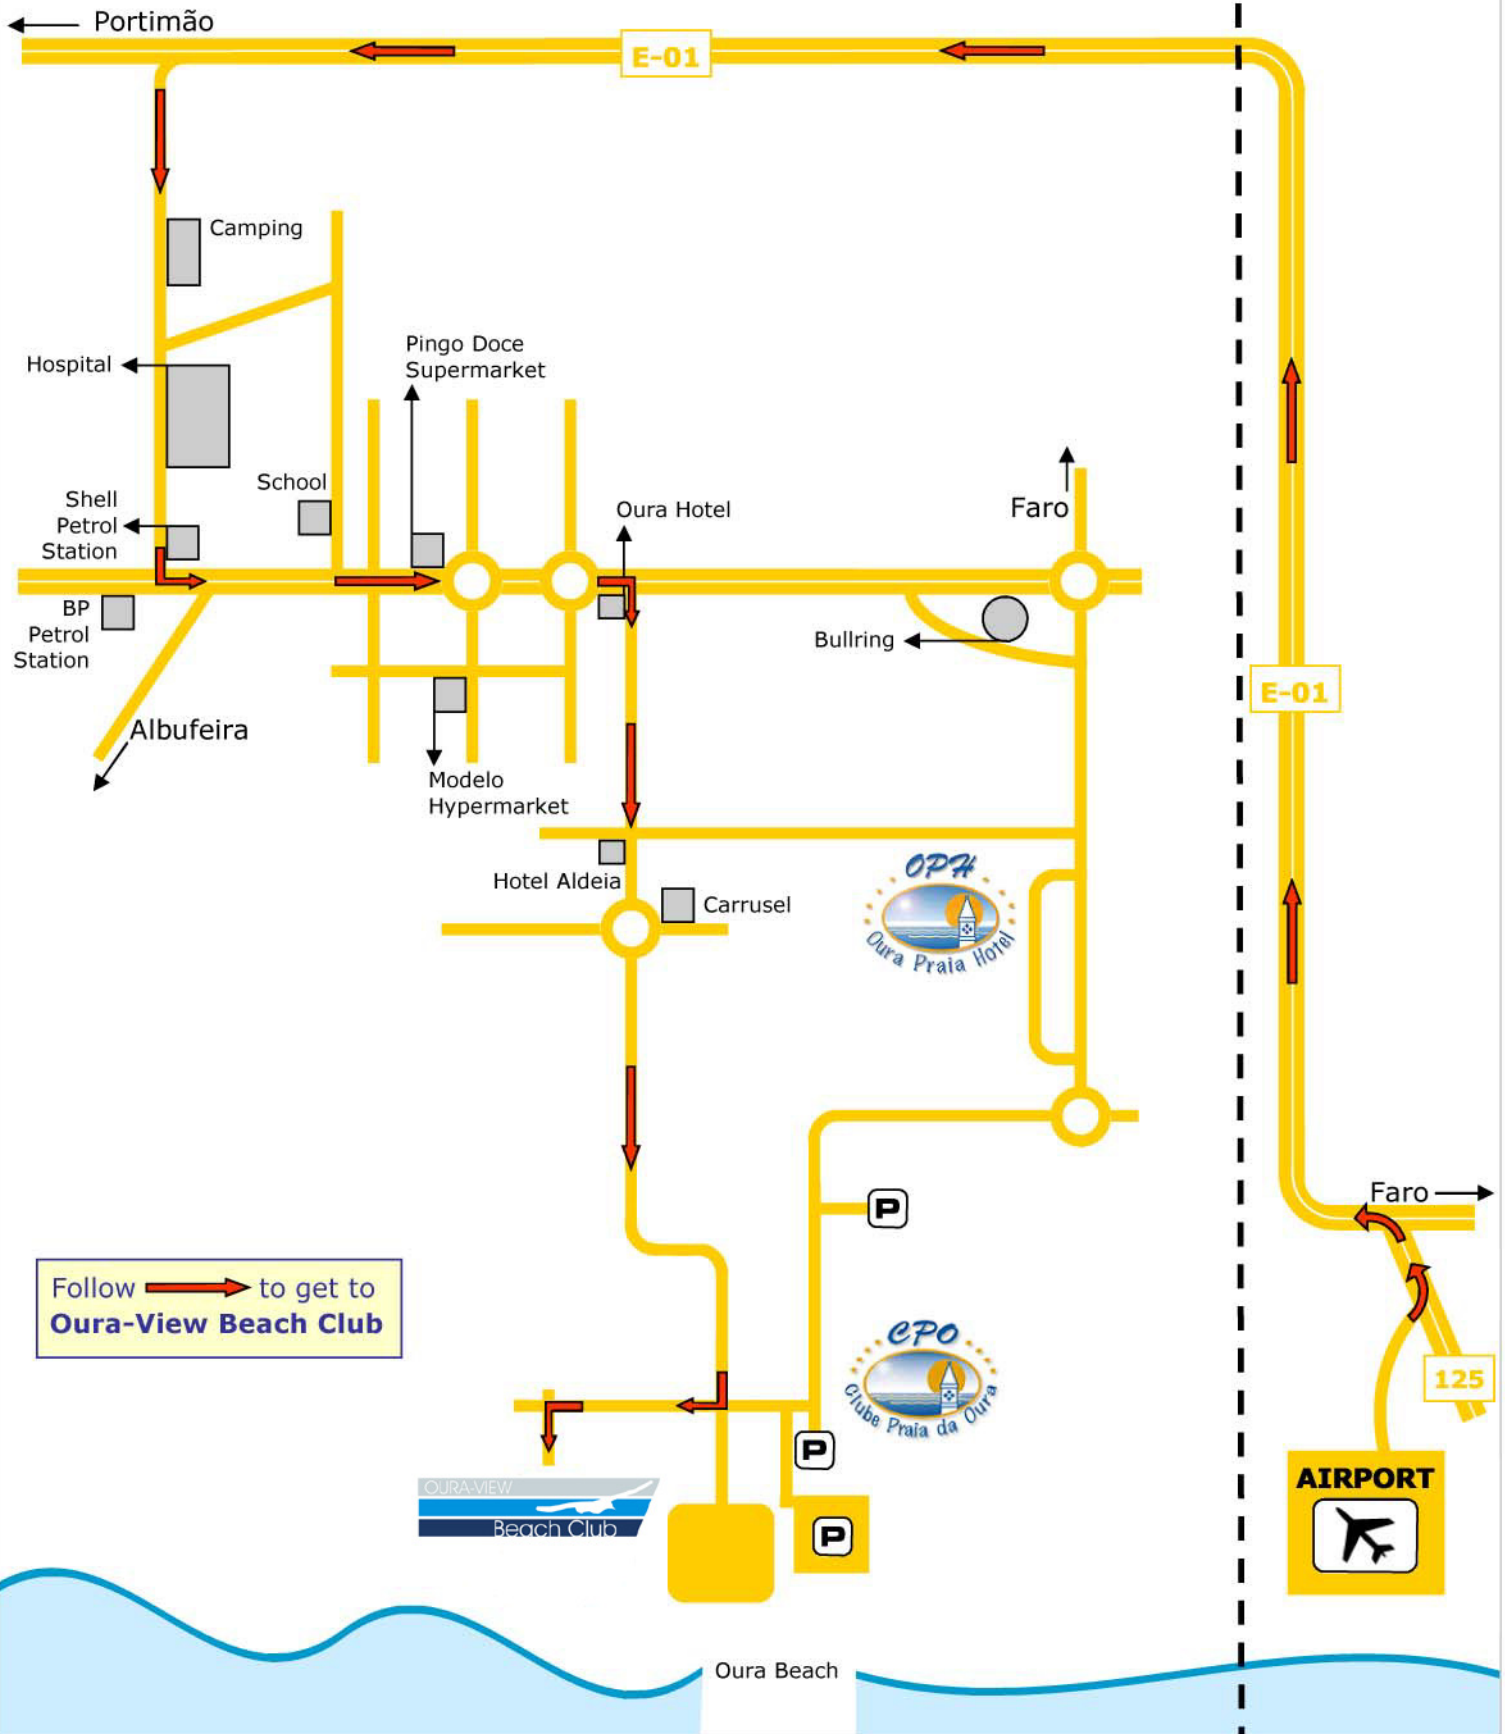 Portimão
E-01
Camping
Hospital
Pingo Doce
Supermarket
School
Shell
Petrol
Station
Oura Hotel
Faro
BP
Petrol
Station
Bullring
E-01
Albufeira
Modelo
Hypermarket
Hotel Aldeia
Carrusel
OPH
Oura Praia Hotel
Faro
P
Follow to get to
Oura-View Beach Club
CPO
Clube Praia da Oura
125
P
AIRPORT
OURA-VIEW
Beach Club
P
Oura Beach